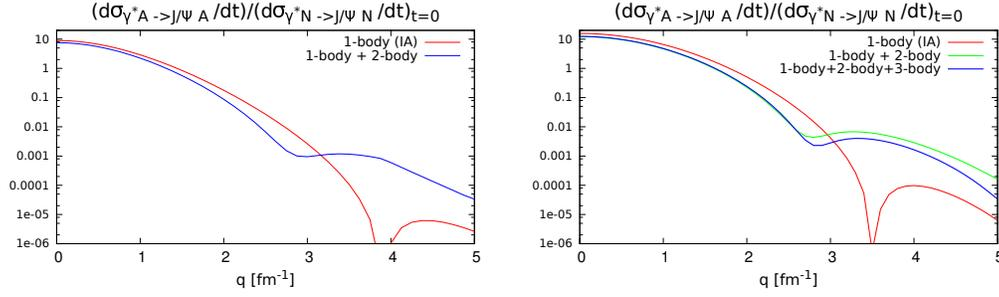 (dσγ*A ->J/Ψ A /dt)/(dσγ*N ->J/Ψ N /dt)t=0
10
1
0.1
0.01
0.001
0.0001
1e-05
1e-06
0 1 2 3 4 5
q [fm-1]
1-body (IA)
1-body + 2-body
(dσγ*A ->J/Ψ A /dt)/(dσγ*N ->J/Ψ N /dt)t=0
10
1
0.1
0.01
0.001
0.0001
1e-05
1e-06
0 1 2 3 4 5
q [fm-1]
1-body (IA)
1-body + 2-body
1-body+2-body+3-body